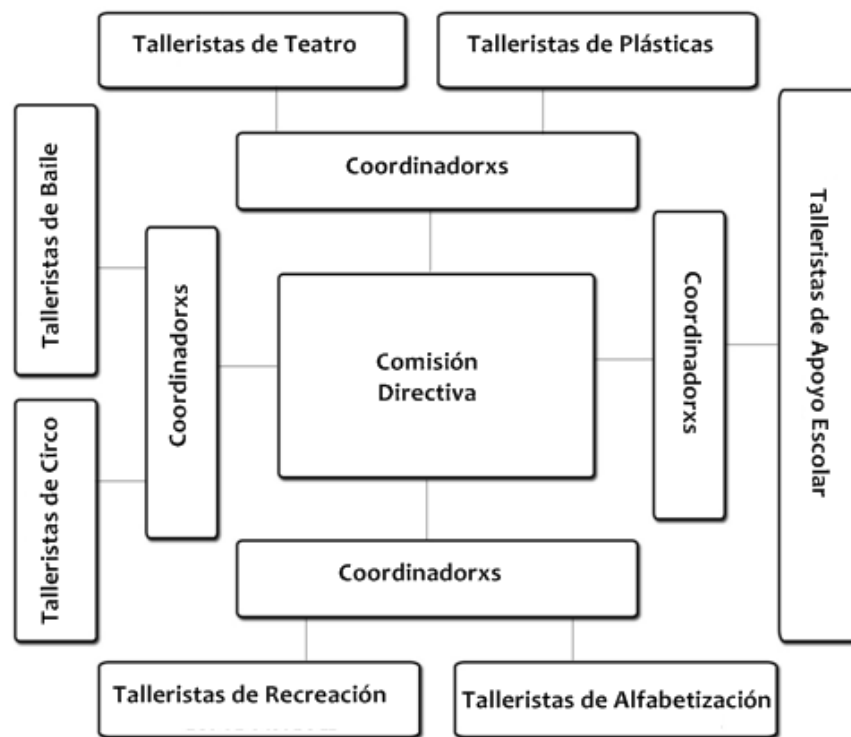 Talleristas de Teatro
Talleristas de Plásticas
Coordinadorxs
Talleristas de Baile
Coordinadorxs
Talleristas de Circo
Comisión
Directiva
Coordinadorxs
Talleristas de Apoyo Escolar
Coordinadorxs
Talleristas de Recreación
Talleristas de Alfabetización